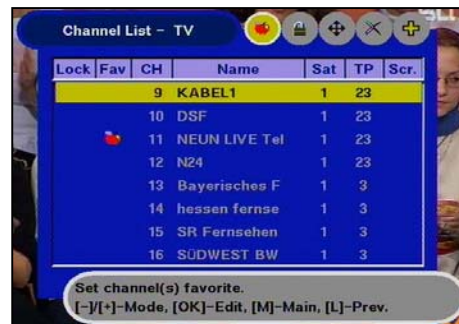 Channel List - TV
Lock Fav CH Name Sat TP Scr.
9 KABEL1 1 23
10 DSF 1 23
11 NEUN LIVE Tel 1 23
12 N24 1 23
13 Bayerisches F 1 3
14 hessen fernse 1 3
15 SR Fernsehen 1 3
16 SÜDWEST BW 1 3
Set channel(s) favorite.
[-]/[+]-Mode, [OK]-Edit, [M]-Main, [L]-Prev.